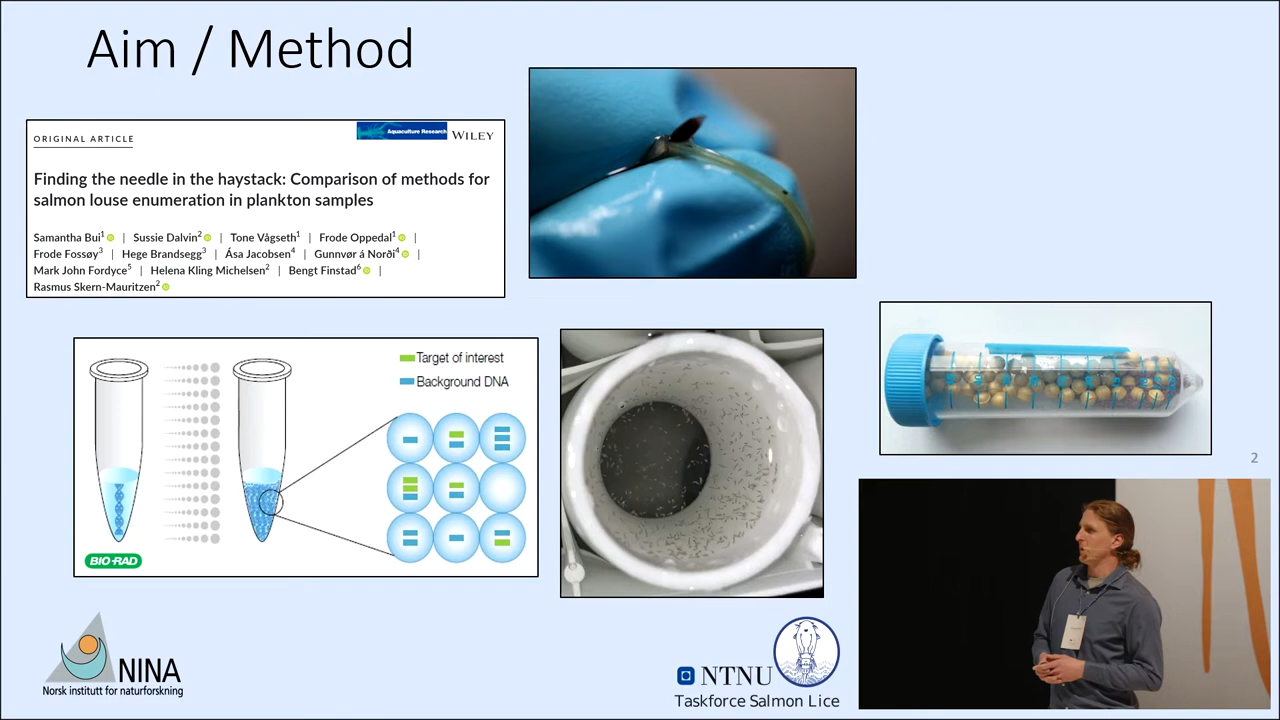 Aim / Method
ORIGINAL ARTICLE
Aquaculture Research
WILEY
Finding the needle in the haystack: Comparison of methods for
salmon louse enumeration in plankton samples
Samantha Bui¹ | Sussie Dalvin² | Tone Vågseth¹ | Frode Oppedal¹ |
Frode Fossøy³ | Hege Brandsegg³ | Ása Jacobsen⁴ | Gunnvør á Norði⁴ |
Mark John Fordyce⁵ | Helena Kling Michelsen² | Bengt Finstad⁶ |
Rasmus Skern-Mauritzen²
Target of interest
Background DNA
BIO-RAD
2
NINA
Norsk institutt for naturforskning
NTNU
Taskforce Salmon Lice